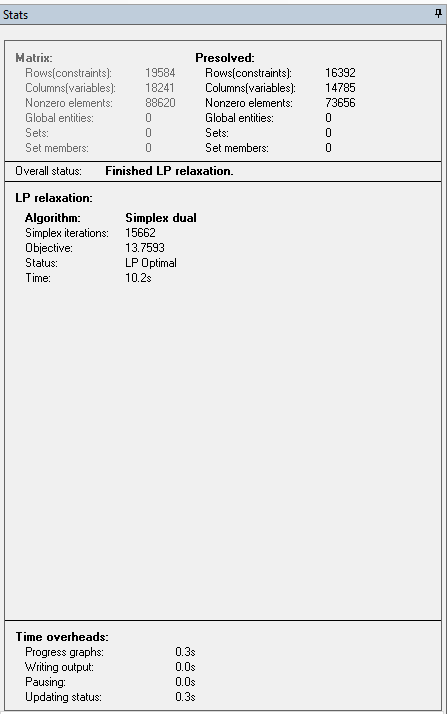 Stats
Matrix: Presolved:
Rows(constraints): 19584 Rows(constraints): 16392
Columns(variables): 18241 Columns(variables): 14785
Nonzero elements: 88620 Nonzero elements: 73656
Global entities: 0 Global entities: 0
Sets: 0 Sets: 0
Set members: 0 Set members: 0
Overall status: Finished LP relaxation.
LP relaxation:
Algorithm: Simplex dual
Simplex iterations: 15662
Objective: 13.7593
Status: LP Optimal
Time: 10.2s
Time overheads:
Progress graphs: 0.3s
Writing output: 0.0s
Pausing: 0.0s
Updating status: 0.3s